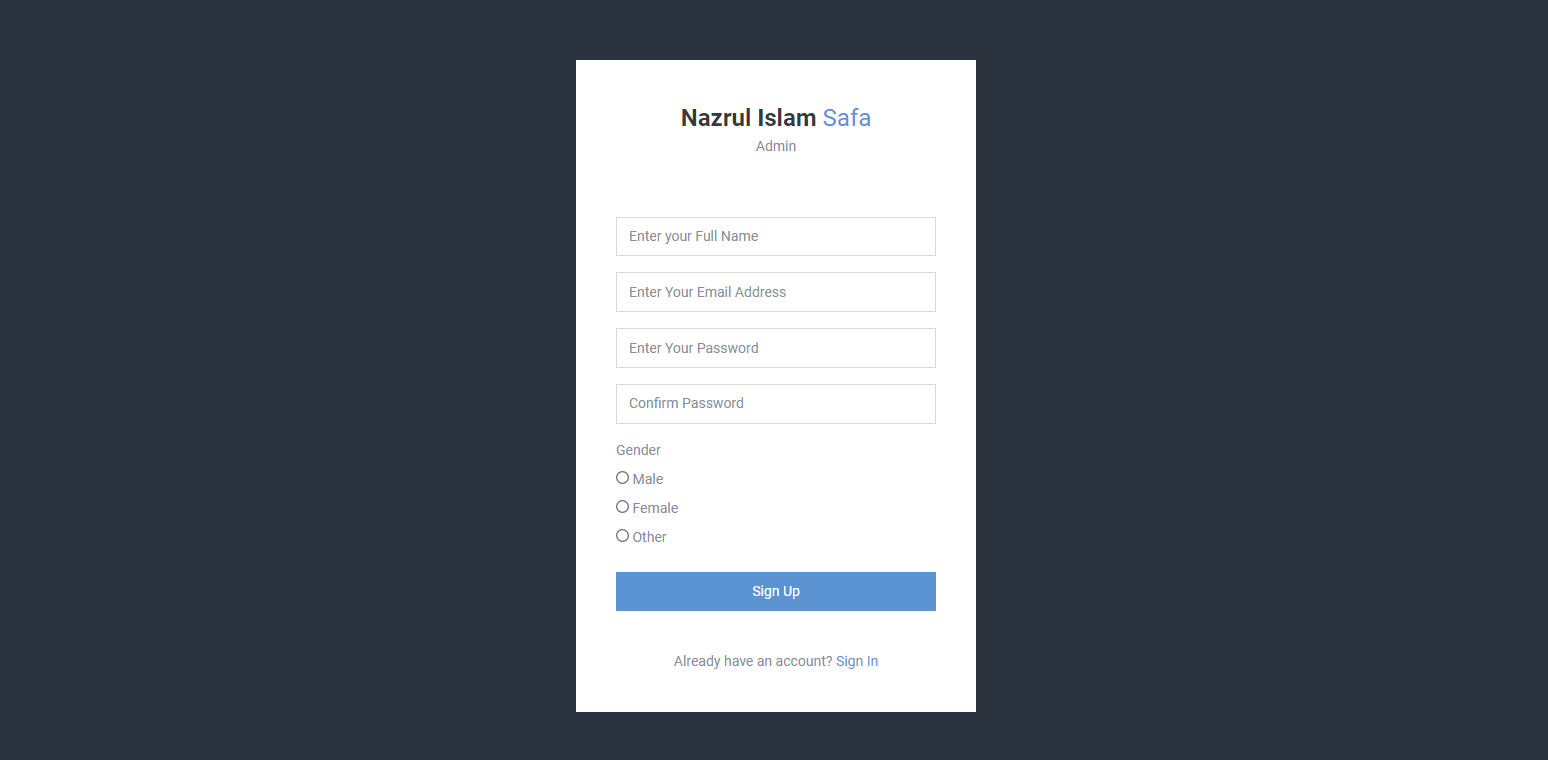 Nazrul Islam Safa
Admin
Enter your Full Name
Enter Your Email Address
Enter Your Password
Confirm Password
Gender
Male
Female
Other
Sign Up
Already have an account? Sign In